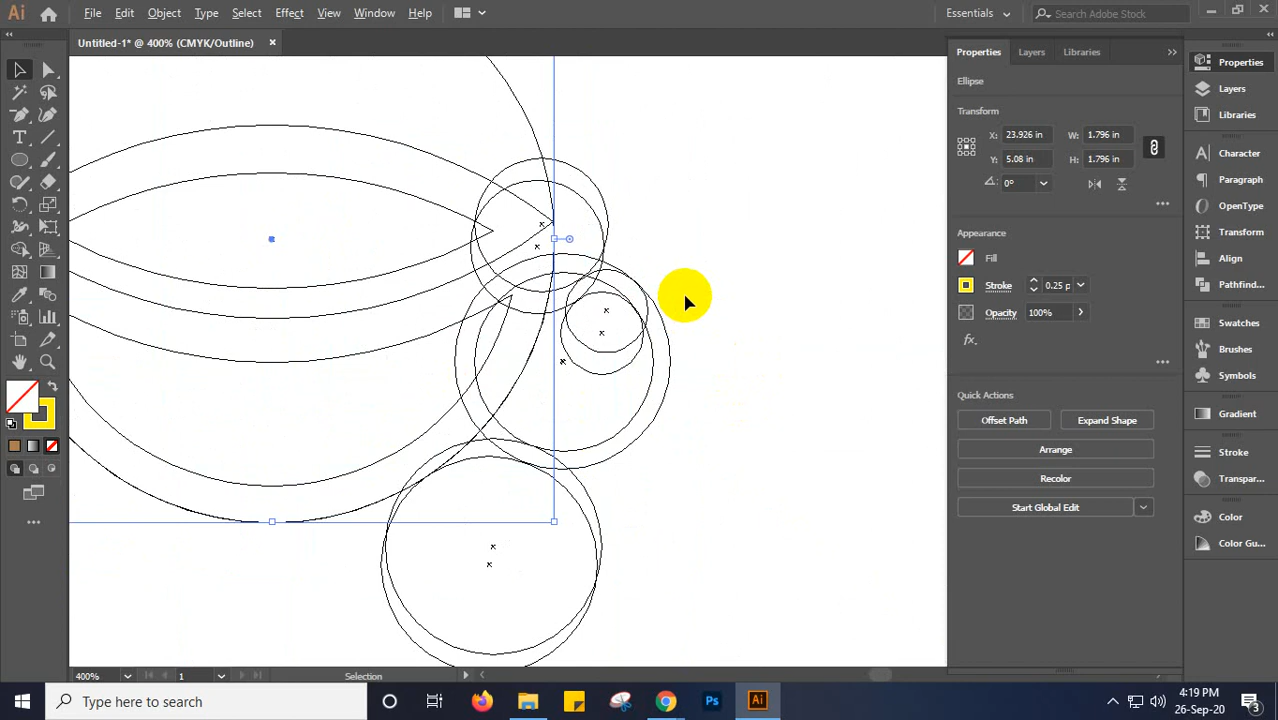 Ai File Edit Object Type Select Effect View Window Help Essentials Search Adobe Stock
Untitled-1* @ 400% (CMYK/Outline) ×
Properties Layers Libraries
Ellipse
Transform
X: 23.926 in W: 1.796 in
Y: 5.08 in H: 1.796 in
0°
Appearance
Fill
Stroke 0.25 p
Opacity 100%
fx.
Quick Actions
Offset Path Expand Shape
Arrange
Recolor
Start Global Edit
Properties
Layers
Libraries
Character
Paragraph
OpenType
Transform
Align
Pathfin...
Swatches
Brushes
Symbols
Gradient
Stroke
Transpar...
Color
Color Gu...
400% 1 Selection
Type here to search
Ps
Ai
4:19 PM
26-Sep-20
3